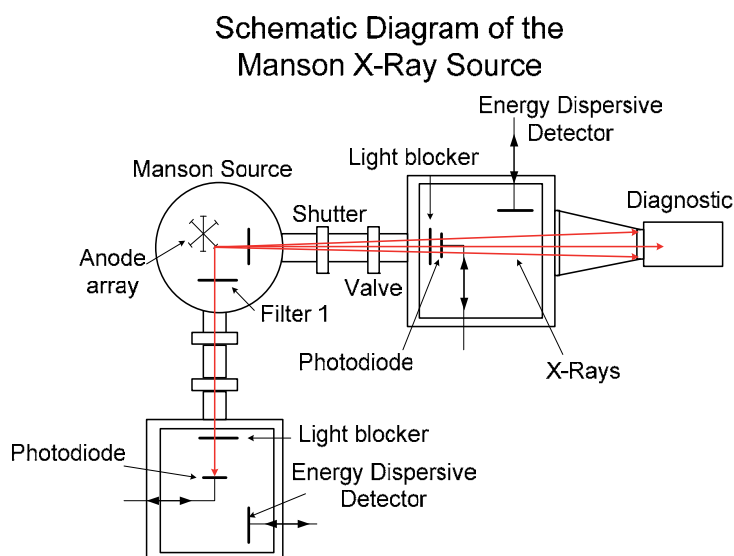 Schematic Diagram of the
Manson X-Ray Source
Energy Dispersive
Detector
Light blocker
Manson Source
Diagnostic
Shutter
Anode
array
Valve
Filter 1
Photodiode
X-Rays
Light blocker
Photodiode
Energy Dispersive
Detector